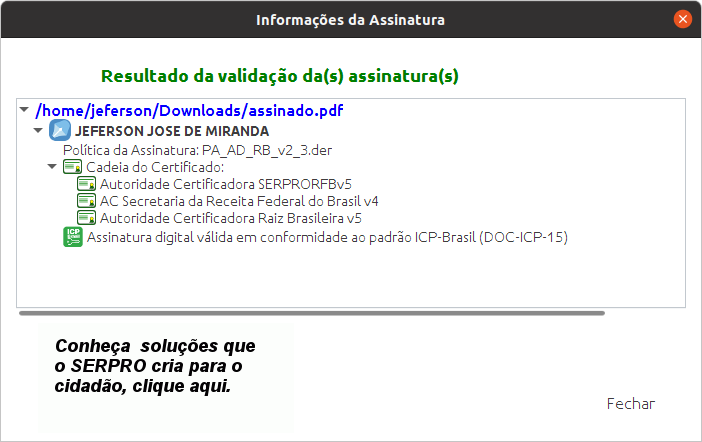 Informações da Assinatura
Resultado da validação da(s) assinatura(s)
/home/jeferson/Downloads/assinado.pdf
JEFERSON JOSE DE MIRANDA
Política da Assinatura: PA_AD_RB_v2_3.der
Cadeia do Certificado:
Autoridade Certificadora SERPRORFBv5
AC Secretaria da Receita Federal do Brasil v4
Autoridade Certificadora Raiz Brasileira v5
ICP
Assinatura digital válida em conformidade ao padrão ICP-Brasil (DOC-ICP-15)
Conheça soluções que
o SERPRO cria para o
cidadão, clique aqui.
Fechar